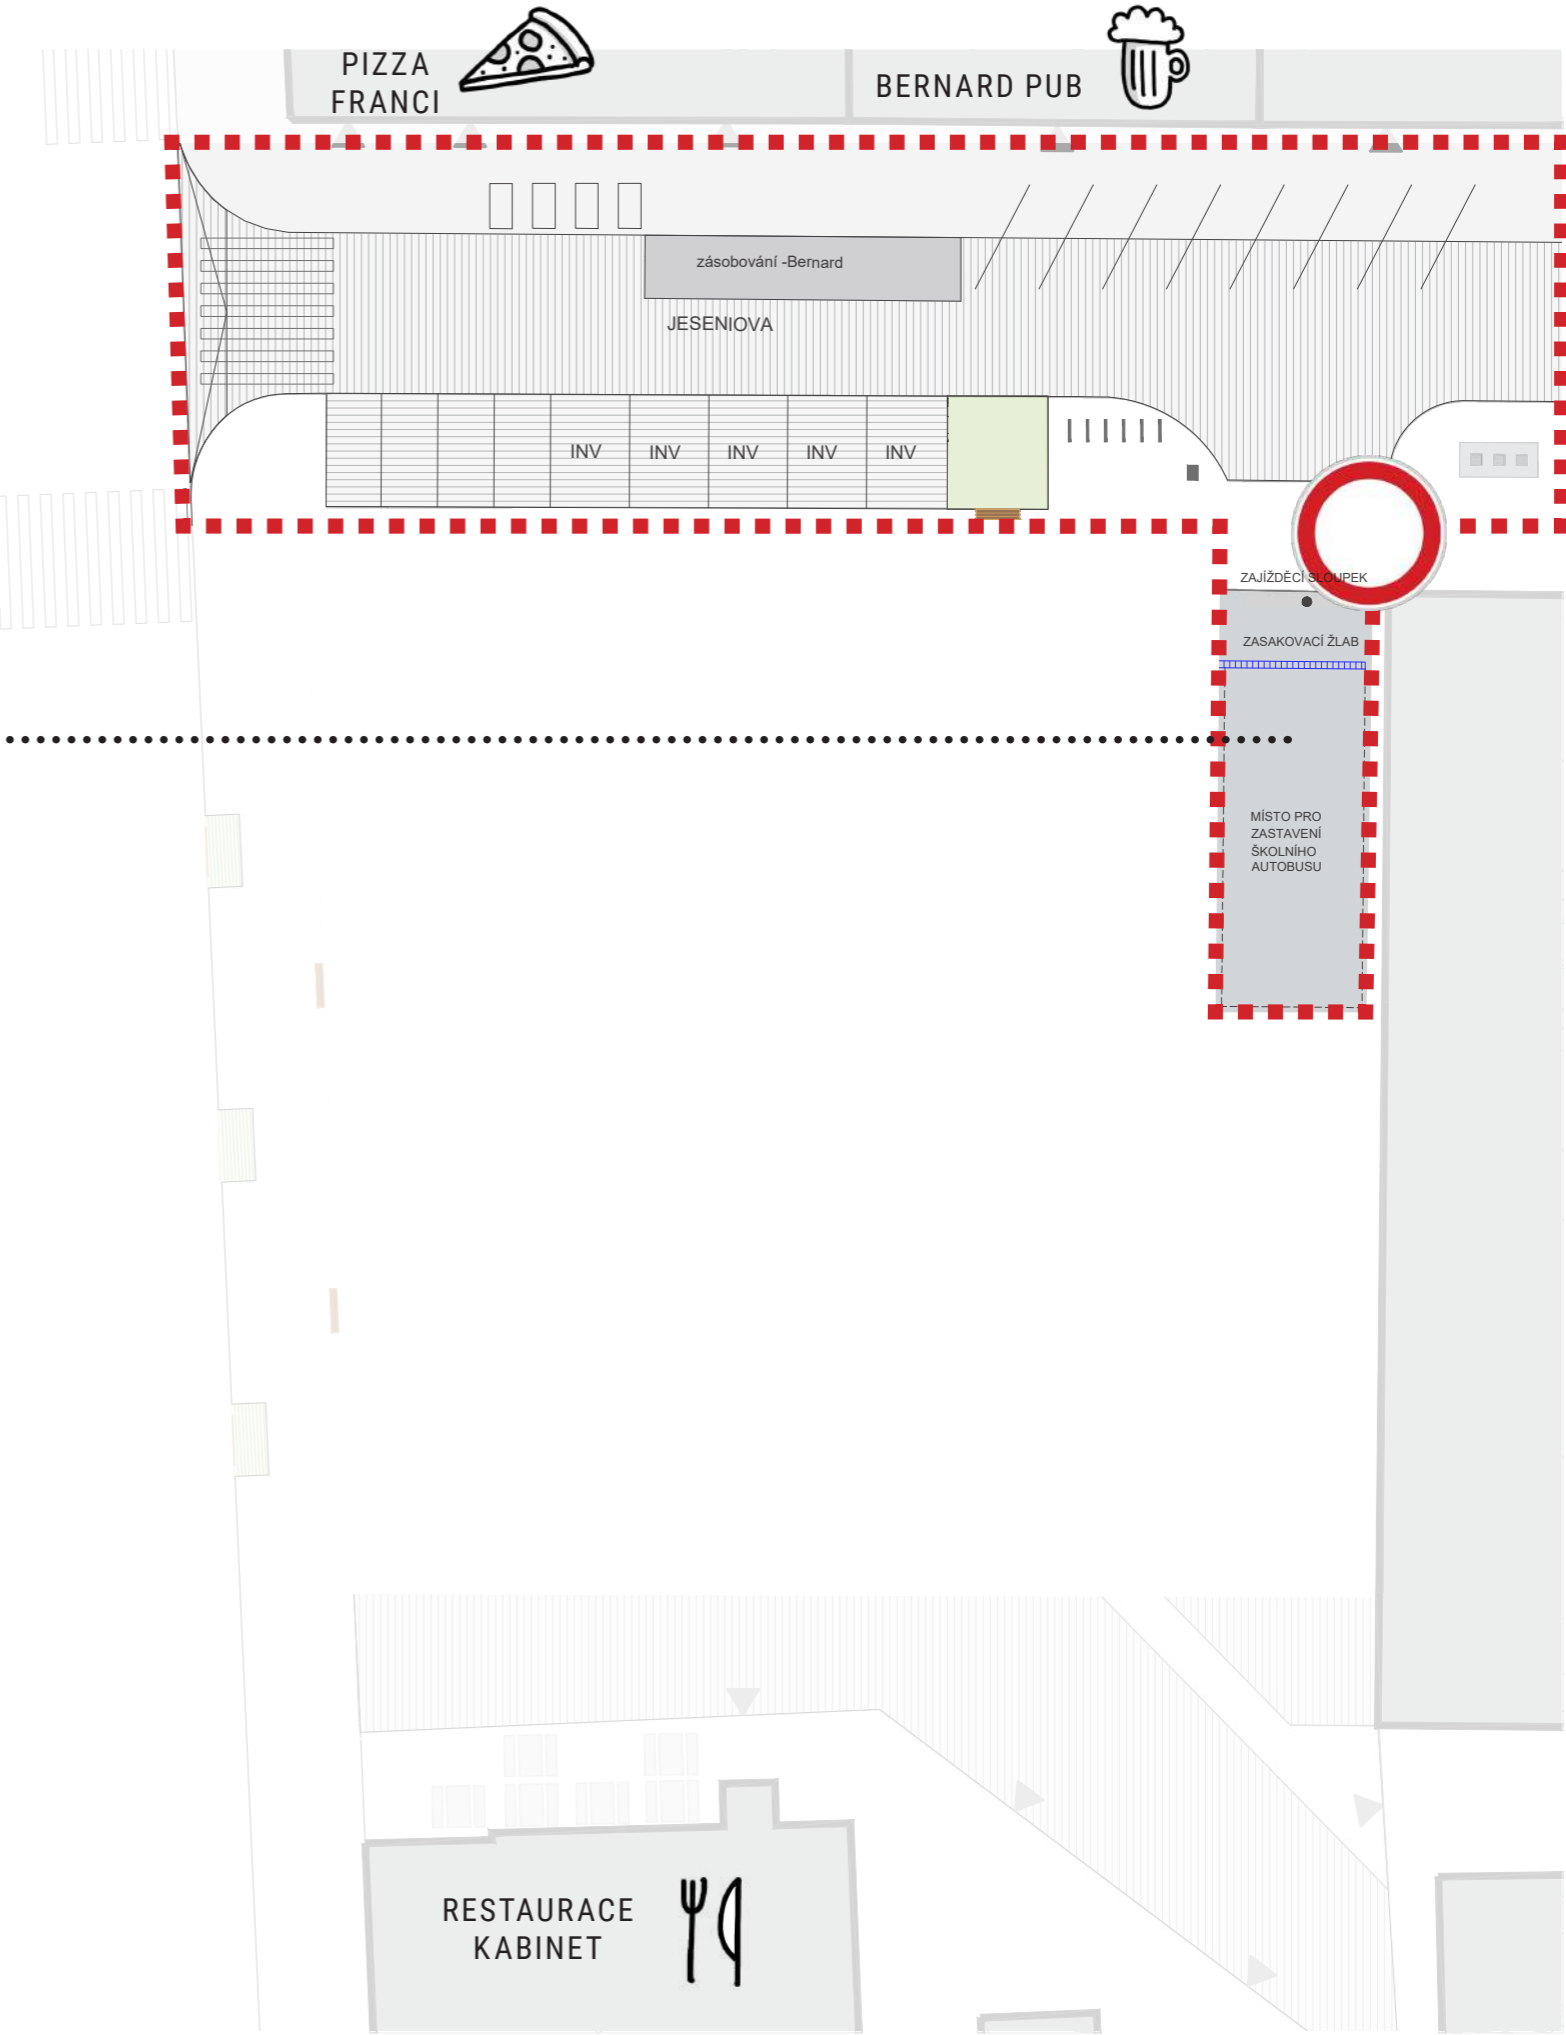 PIZZA
FRANCI
BERNARD PUB
zásobování -Bernard
JESENIOVA
INV INV INV INV INV
ZAJÍŽDĚCÍ SLOUPEK
ZASAKOVACÍ ŽLAB
MÍSTO PRO
ZASTAVENÍ
ŠKOLNÍHO
AUTOBUSU
RESTAURACE
KABINET